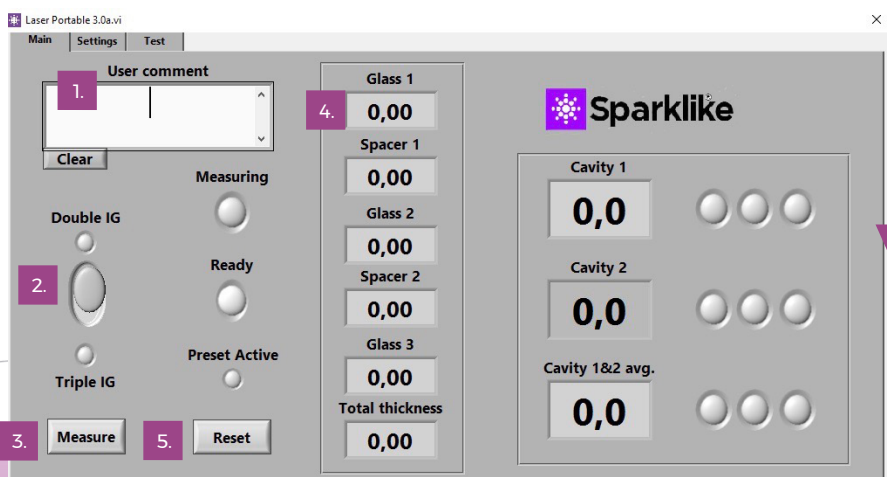 Laser Portable 3.0a.vi
Main Settings Test
User comment
1.
Clear
Measuring
Double IG
2.
Ready
Preset Active
Triple IG
3.
Measure
5.
Reset
Glass 1
4.
0,00
Spacer 1
0,00
Glass 2
0,00
Spacer 2
0,00
Glass 3
0,00
Total thickness
0,00
Sparklike
Cavity 1
0,0
Cavity 2
0,0
Cavity 1&2 avg.
0,0